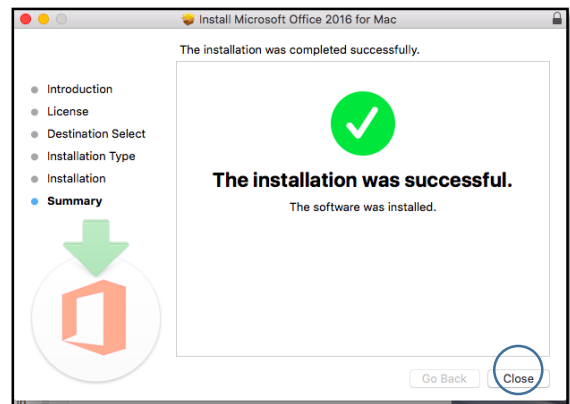 Install Microsoft Office 2016 for Mac
The installation was completed successfully.
Introduction
License
Destination Select
Installation Type
Installation
Summary
The installation was successful.
The software was installed.
Go Back
Close